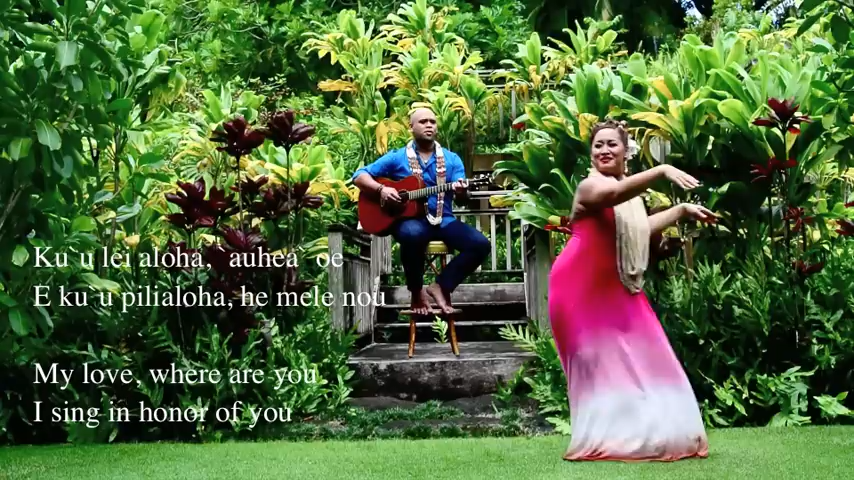 Ku`u lei aloha, `auhea` oe
E ku`u pilialoha, he mele nou
My love, where are you
I sing in honor of you